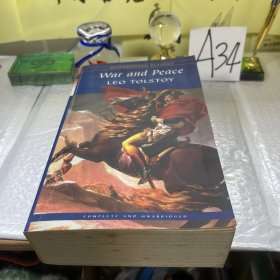 A34
WORDSWORTH CLASSICS
War and Peace
LEO TOLSTOY
COMPLETE AND UNABRIDGED